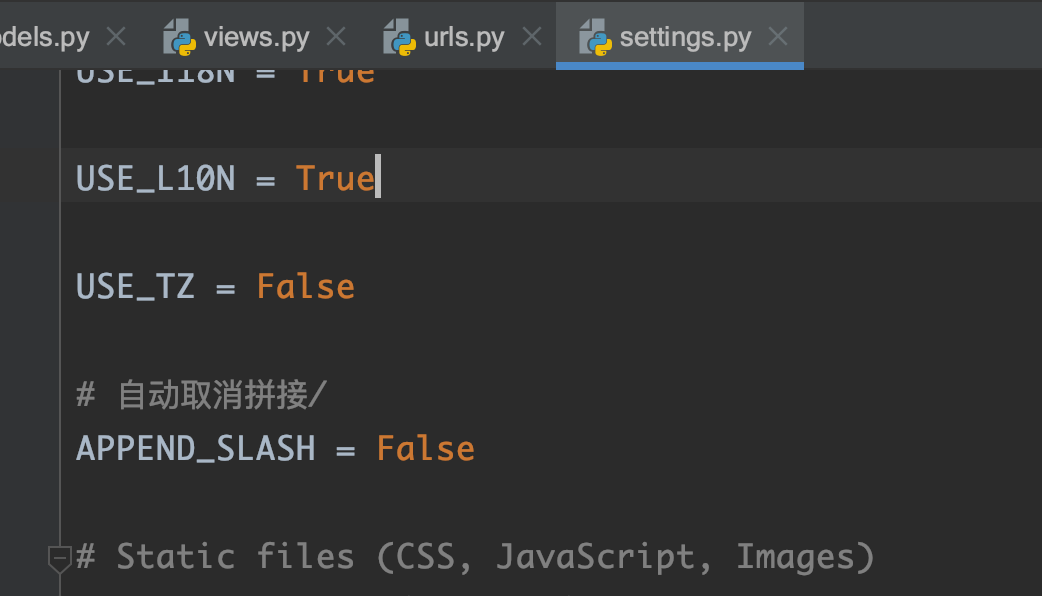 dels.py views.py urls.py settings.py
USE_I18N = True
USE_L10N = True
USE_TZ = False
# 自动取消拼接/
APPEND_SLASH = False
# Static files (CSS, JavaScript, Images)